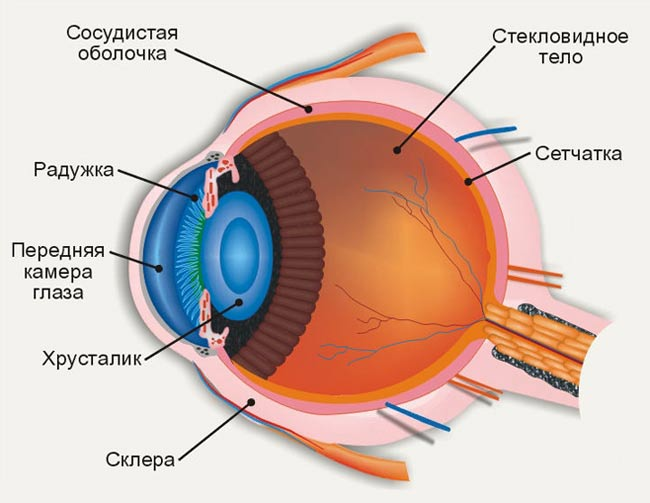 Сосудистая
оболочка
Стекловидное
тело
Радужка
Сетчатка
Передняя
камера
глаза
Хрусталик
Склера